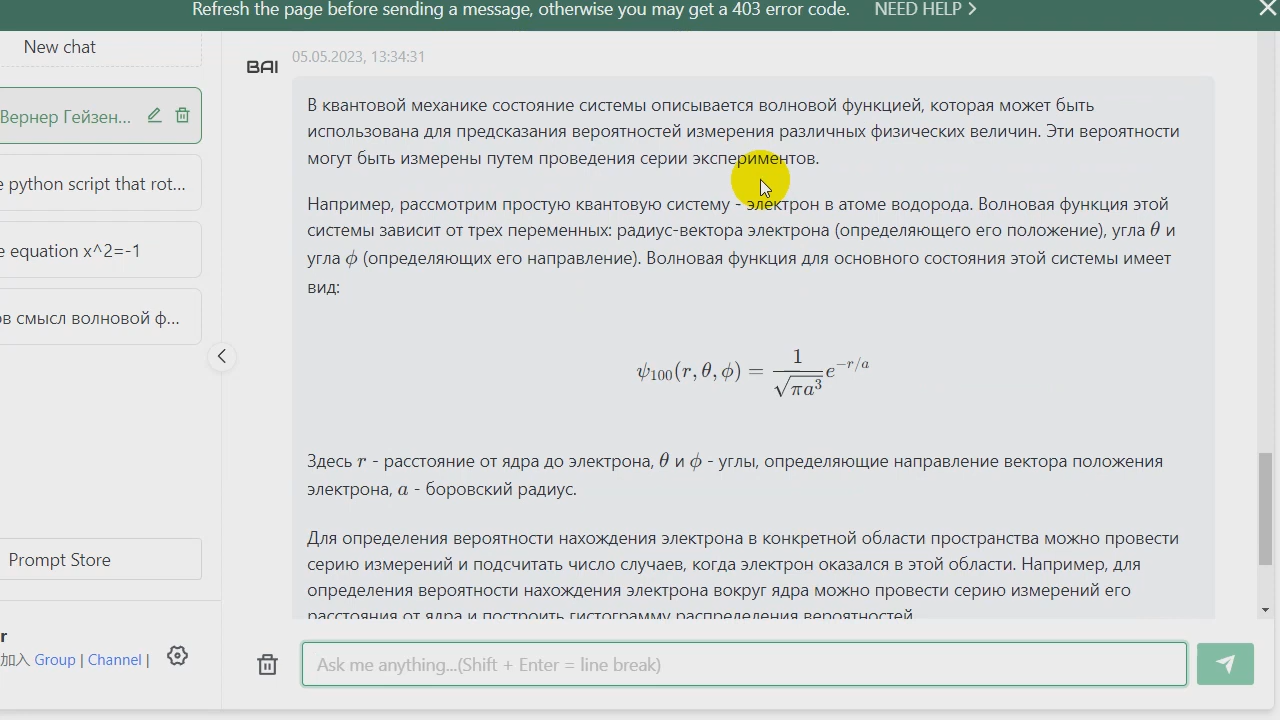 Refresh the page before sending a message, otherwise you may get a 403 error code. NEED HELP >
New chat
Вернер Гейзен...
e python script that rot...
e equation x^2=-1
ов смысл волновой ф...
Prompt Store
r
加入 Group | Channel |
BAI
05.05.2023, 13:34:31
В квантовой механике состояние системы описывается волновой функцией, которая может быть
использована для предсказания вероятностей измерения различных физических величин. Эти вероятности
могут быть измерены путем проведения серии экспериментов.
Например, рассмотрим простую квантовую систему - электрон в атоме водорода. Волновая функция этой
системы зависит от трех переменных: радиус-вектора электрона (определяющего его положение), угла θ и
угла ϕ (определяющих его направление). Волновая функция для основного состояния этой системы имеет
вид:
ψ₁₀₀(r, θ, ϕ) = 1/√(πa³) e^(−r/a)
Здесь r - расстояние от ядра до электрона, θ и ϕ - углы, определяющие направление вектора положения
электрона, a - боровский радиус.
Для определения вероятности нахождения электрона в конкретной области пространства можно провести
серию измерений и подсчитать число случаев, когда электрон оказался в этой области. Например, для
определения вероятности нахождения электрона вокруг ядра можно провести серию измерений его
расстояния от ядра и построить гистограмму распределения вероятностей.
Ask me anything...(Shift + Enter = line break)